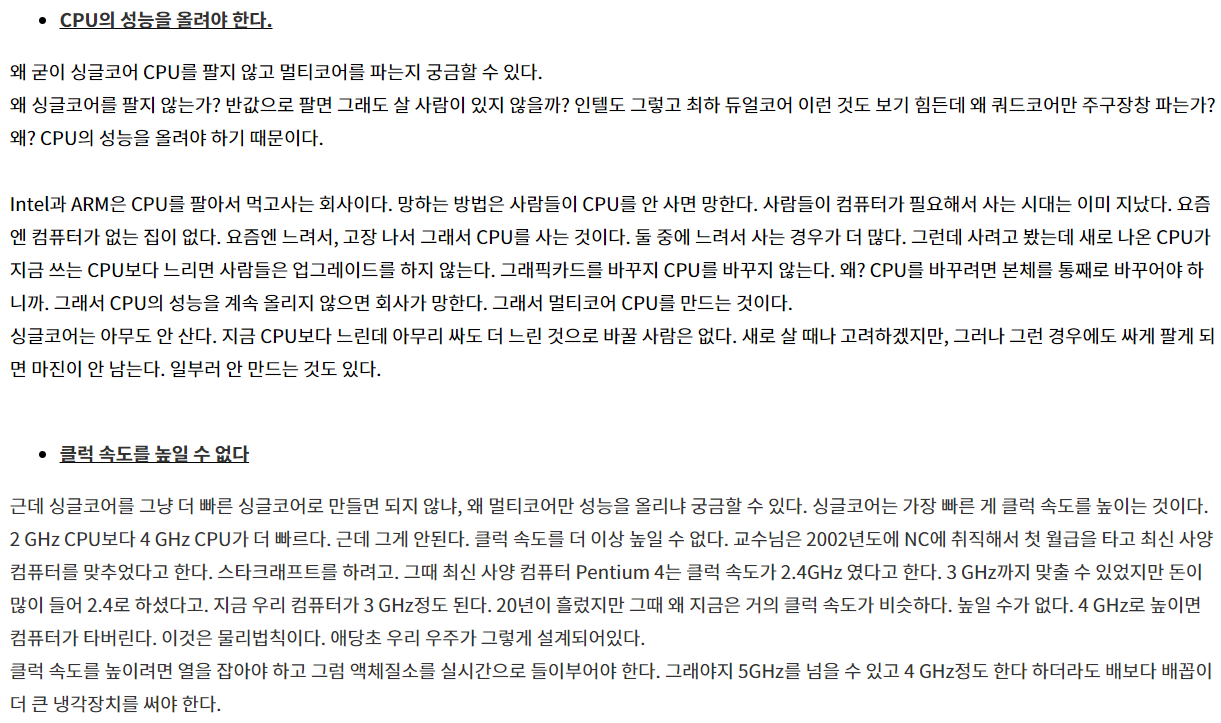 CPU의 성능을 올려야 한다.
왜 굳이 싱글코어 CPU를 팔지 않고 멀티코어를 파는지 궁금할 수 있다.
왜 싱글코어를 팔지 않는가? 반값으로 팔면 그래도 살 사람이 있지 않을까? 인텔도 그렇고 최하 듀얼코어 이런 것도 보기 힘든데 왜 쿼드코어만 주구장창 파는가?
왜? CPU의 성능을 올려야 하기 때문이다.
Intel과 ARM은 CPU를 팔아서 먹고사는 회사이다. 망하는 방법은 사람들이 CPU를 안 사면 망한다. 사람들이 컴퓨터가 필요해서 사는 시대는 이미 지났다. 요즘
엔 컴퓨터가 없는 집이 없다. 요즘엔 느려서, 고장 나서 그래서 CPU를 사는 것이다. 둘 중에 느려서 사는 경우가 더 많다. 그런데 사려고 봤는데 새로 나온 CPU가
지금 쓰는 CPU보다 느리면 사람들은 업그레이드를 하지 않는다. 그래픽카드를 바꾸지 CPU를 바꾸지 않는다. 왜? CPU를 바꾸려면 본체를 통째로 바꾸어야 하
니까. 그래서 CPU의 성능을 계속 올리지 않으면 회사가 망한다. 그래서 멀티코어 CPU를 만드는 것이다.
싱글코어는 아무도 안 산다. 지금 CPU보다 느린데 아무리 싸도 더 느린 것으로 바꿀 사람은 없다. 새로 살 때나 고려하겠지만, 그러나 그런 경우에도 싸게 팔게 되
면 마진이 안 남는다. 일부러 안 만드는 것도 있다.
클럭 속도를 높일 수 없다
근데 싱글코어를 그냥 더 빠른 싱글코어로 만들면 되지 않냐, 왜 멀티코어만 성능을 올리냐 궁금할 수 있다. 싱글코어는 가장 빠른 게 클럭 속도를 높이는 것이다.
2 GHz CPU보다 4 GHz CPU가 더 빠르다. 근데 그게 안된다. 클럭 속도를 더 이상 높일 수 없다. 교수님은 2002년도에 NC에 취직해서 첫 월급을 타고 최신 사양
컴퓨터를 맞추었다고 한다. 스타크래프트를 하려고. 그때 최신 사양 컴퓨터 Pentium 4는 클럭 속도가 2.4GHz 였다고 한다. 3 GHz까지 맞출 수 있었지만 돈이
많이 들어 2.4로 하셨다고. 지금 우리 컴퓨터가 3 GHz정도 된다. 20년이 흘렀지만 그때 왜 지금은 거의 클럭 속도가 비슷하다. 높일 수가 없다. 4 GHz로 높이면
컴퓨터가 타버린다. 이것은 물리법칙이다. 애당초 우리 우주가 그렇게 설계되어있다.
클럭 속도를 높이려면 열을 잡아야 하고 그럼 액체질소를 실시간으로 들이부어야 한다. 그래야지 5GHz를 넘을 수 있고 4 GHz정도 한다 하더라도 배보다 배꼽이
더 큰 냉각장치를 써야 한다.